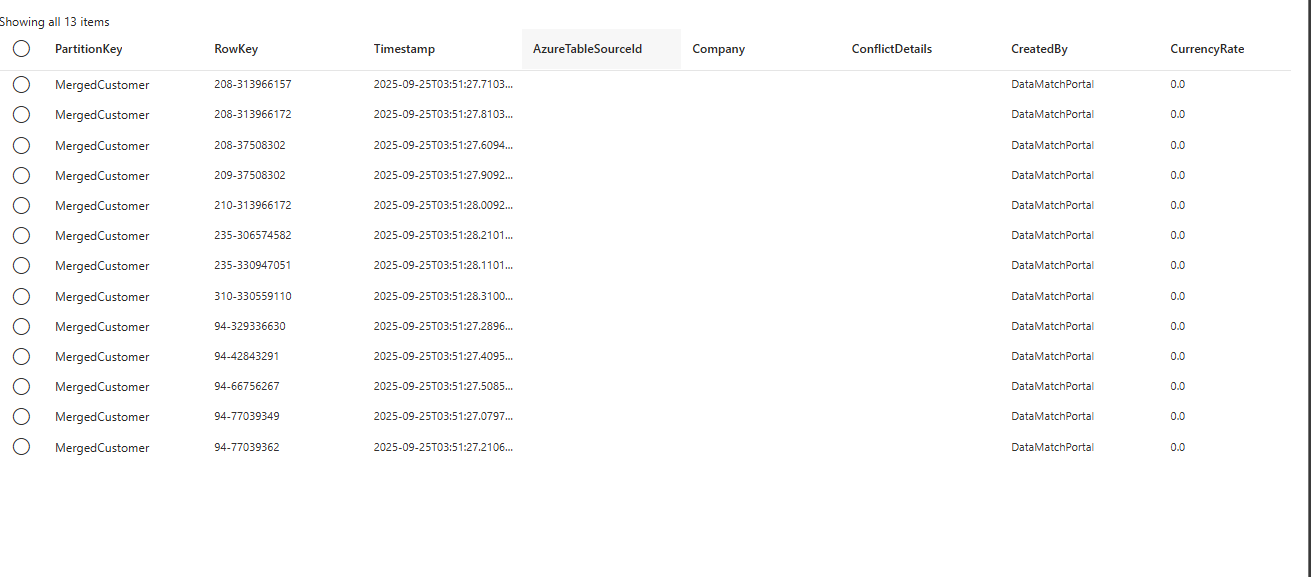 Showing all 13 items
PartitionKey RowKey Timestamp AzureTableSourceId Company ConflictDetails CreatedBy CurrencyRate
MergedCustomer 208-313966157 2025-09-25T03:51:27.7103... DataMatchPortal 0.0
MergedCustomer 208-313966172 2025-09-25T03:51:27.8103... DataMatchPortal 0.0
MergedCustomer 208-37508302 2025-09-25T03:51:27.6094... DataMatchPortal 0.0
MergedCustomer 209-37508302 2025-09-25T03:51:27.9092... DataMatchPortal 0.0
MergedCustomer 210-313966172 2025-09-25T03:51:28.0092... DataMatchPortal 0.0
MergedCustomer 235-306574582 2025-09-25T03:51:28.2101... DataMatchPortal 0.0
MergedCustomer 235-330947051 2025-09-25T03:51:28.1101... DataMatchPortal 0.0
MergedCustomer 310-330559110 2025-09-25T03:51:28.3100... DataMatchPortal 0.0
MergedCustomer 94-329336630 2025-09-25T03:51:27.2896... DataMatchPortal 0.0
MergedCustomer 94-42843291 2025-09-25T03:51:27.4095... DataMatchPortal 0.0
MergedCustomer 94-66756267 2025-09-25T03:51:27.5085... DataMatchPortal 0.0
MergedCustomer 94-77039349 2025-09-25T03:51:27.0797... DataMatchPortal 0.0
MergedCustomer 94-77039362 2025-09-25T03:51:27.2106... DataMatchPortal 0.0